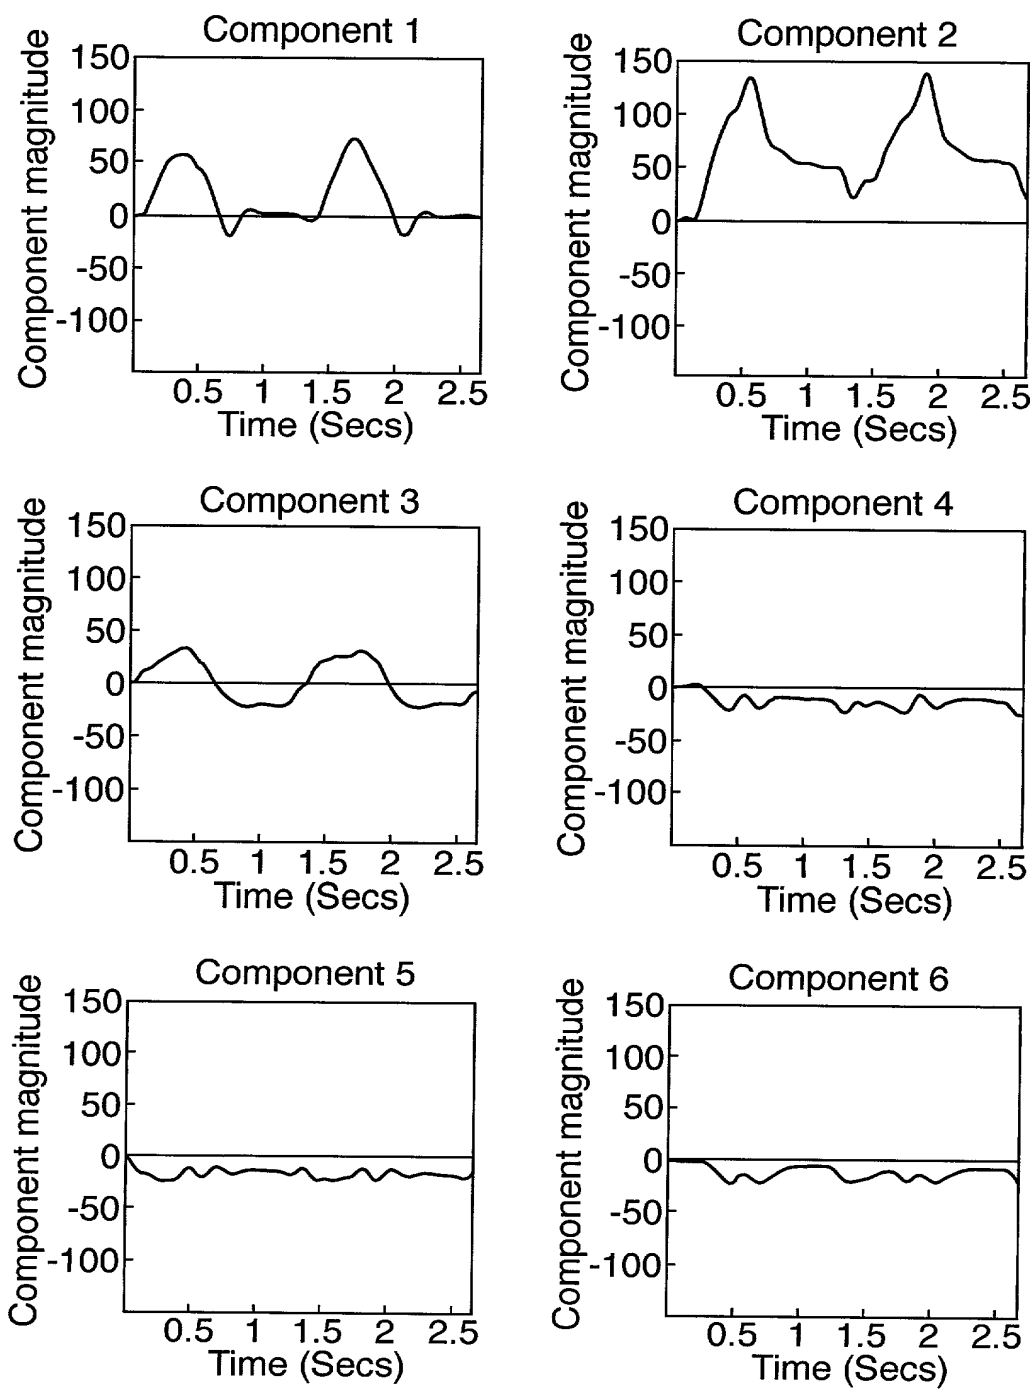 Component 1
Component magnitude
150
100
50
0
-50
-100
0.5 1 1.5 2 2.5
Time (Secs)
Component 2
Component magnitude
150
100
50
0
-50
-100
0.5 1 1.5 2 2.5
Time (Secs)
Component 3
Component magnitude
150
100
50
0
-50
-100
0.5 1 1.5 2 2.5
Time (Secs)
Component 4
Component magnitude
150
100
50
0
-50
-100
0.5 1 1.5 2 2.5
Time (Secs)
Component 5
Component magnitude
150
100
50
0
-50
-100
0.5 1 1.5 2 2.5
Time (Secs)
Component 6
Component magnitude
150
100
50
0
-50
-100
0.5 1 1.5 2 2.5
Time (Secs)